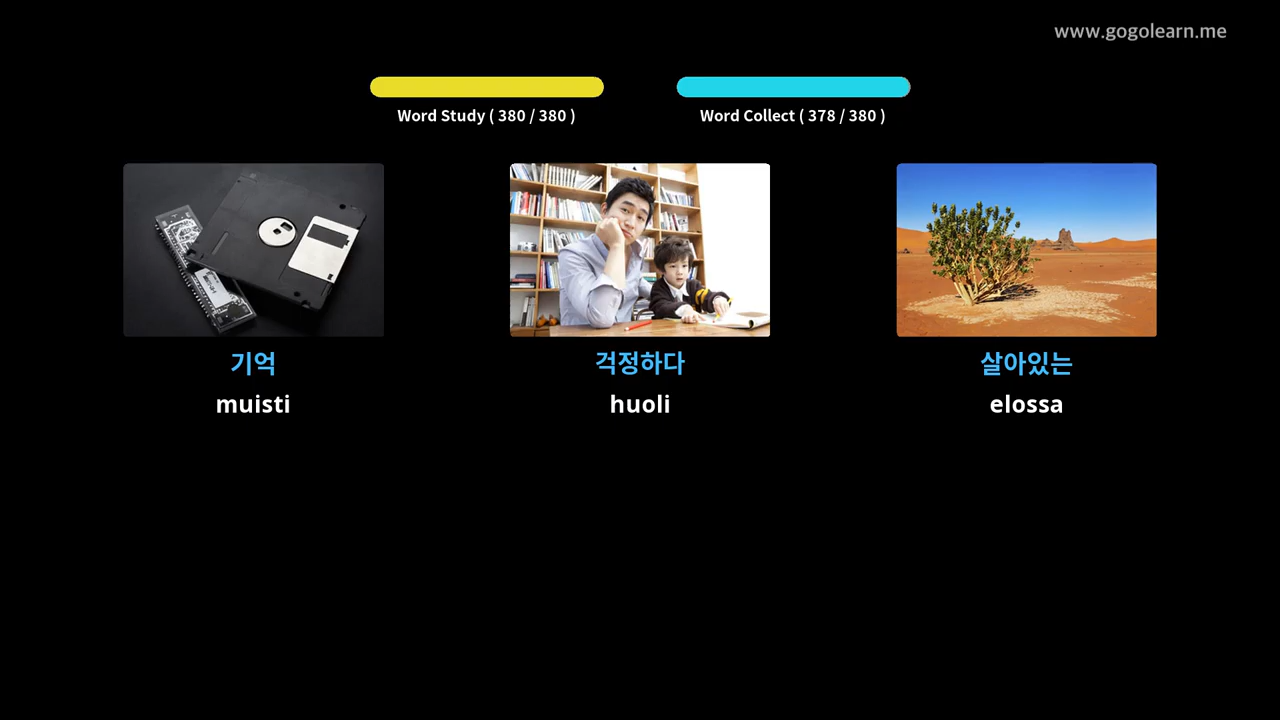 www.gogolearn.me
Word Study ( 380 / 380 )
Word Collect ( 378 / 380 )
기억
걱정하다
살아있는
muisti
huoli
elossa